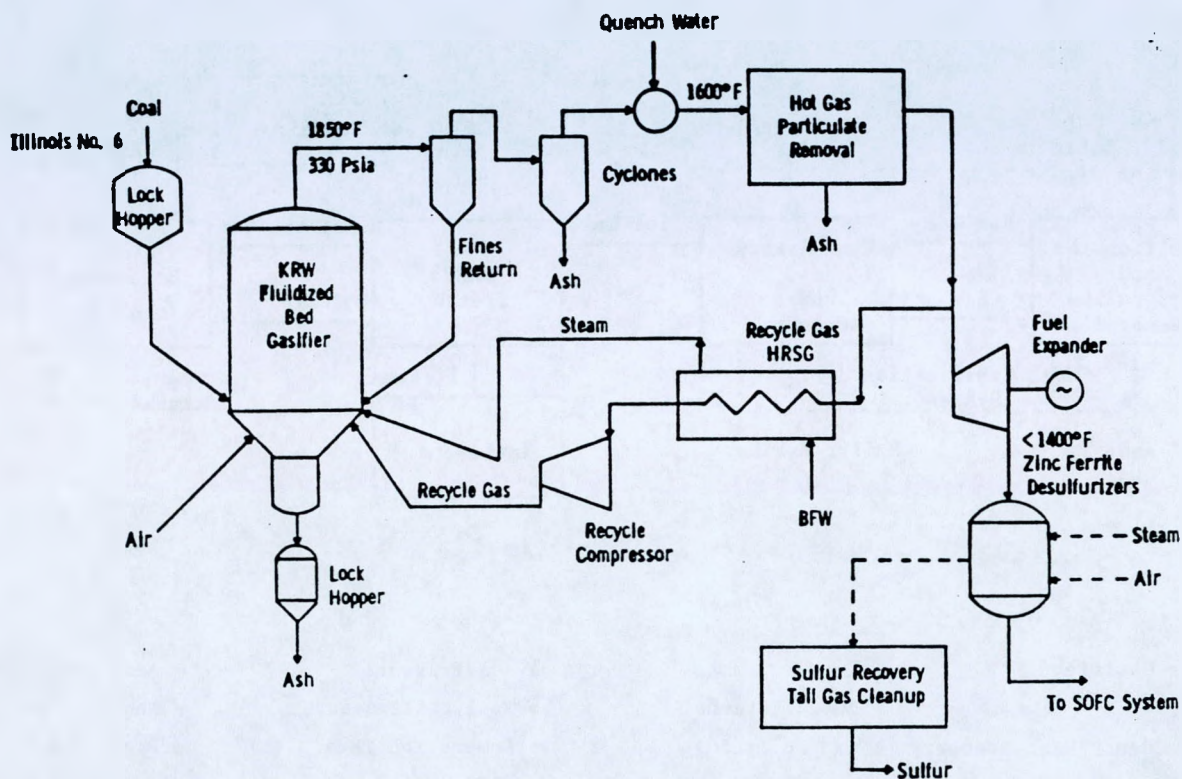 Quench Water
Coal
Illinois No. 6
Lock
Hopper
1850°F
330 Psia
1600°F
Hot Gas
Particulate
Removal
Cyclones
Ash
Fines
Return
Ash
KRW
Fluidized
Bed
Gasifier
Steam
Recycle Gas
HRSG
Fuel
Expander
~
<1400°F
Zinc Ferrite
Desulfurizers
Recycle Gas
Recycle
Compressor
BFW
Air
Steam
Air
Lock
Hopper
Ash
Sulfur Recovery
Tail Gas Cleanup
To SOFC System
Sulfur